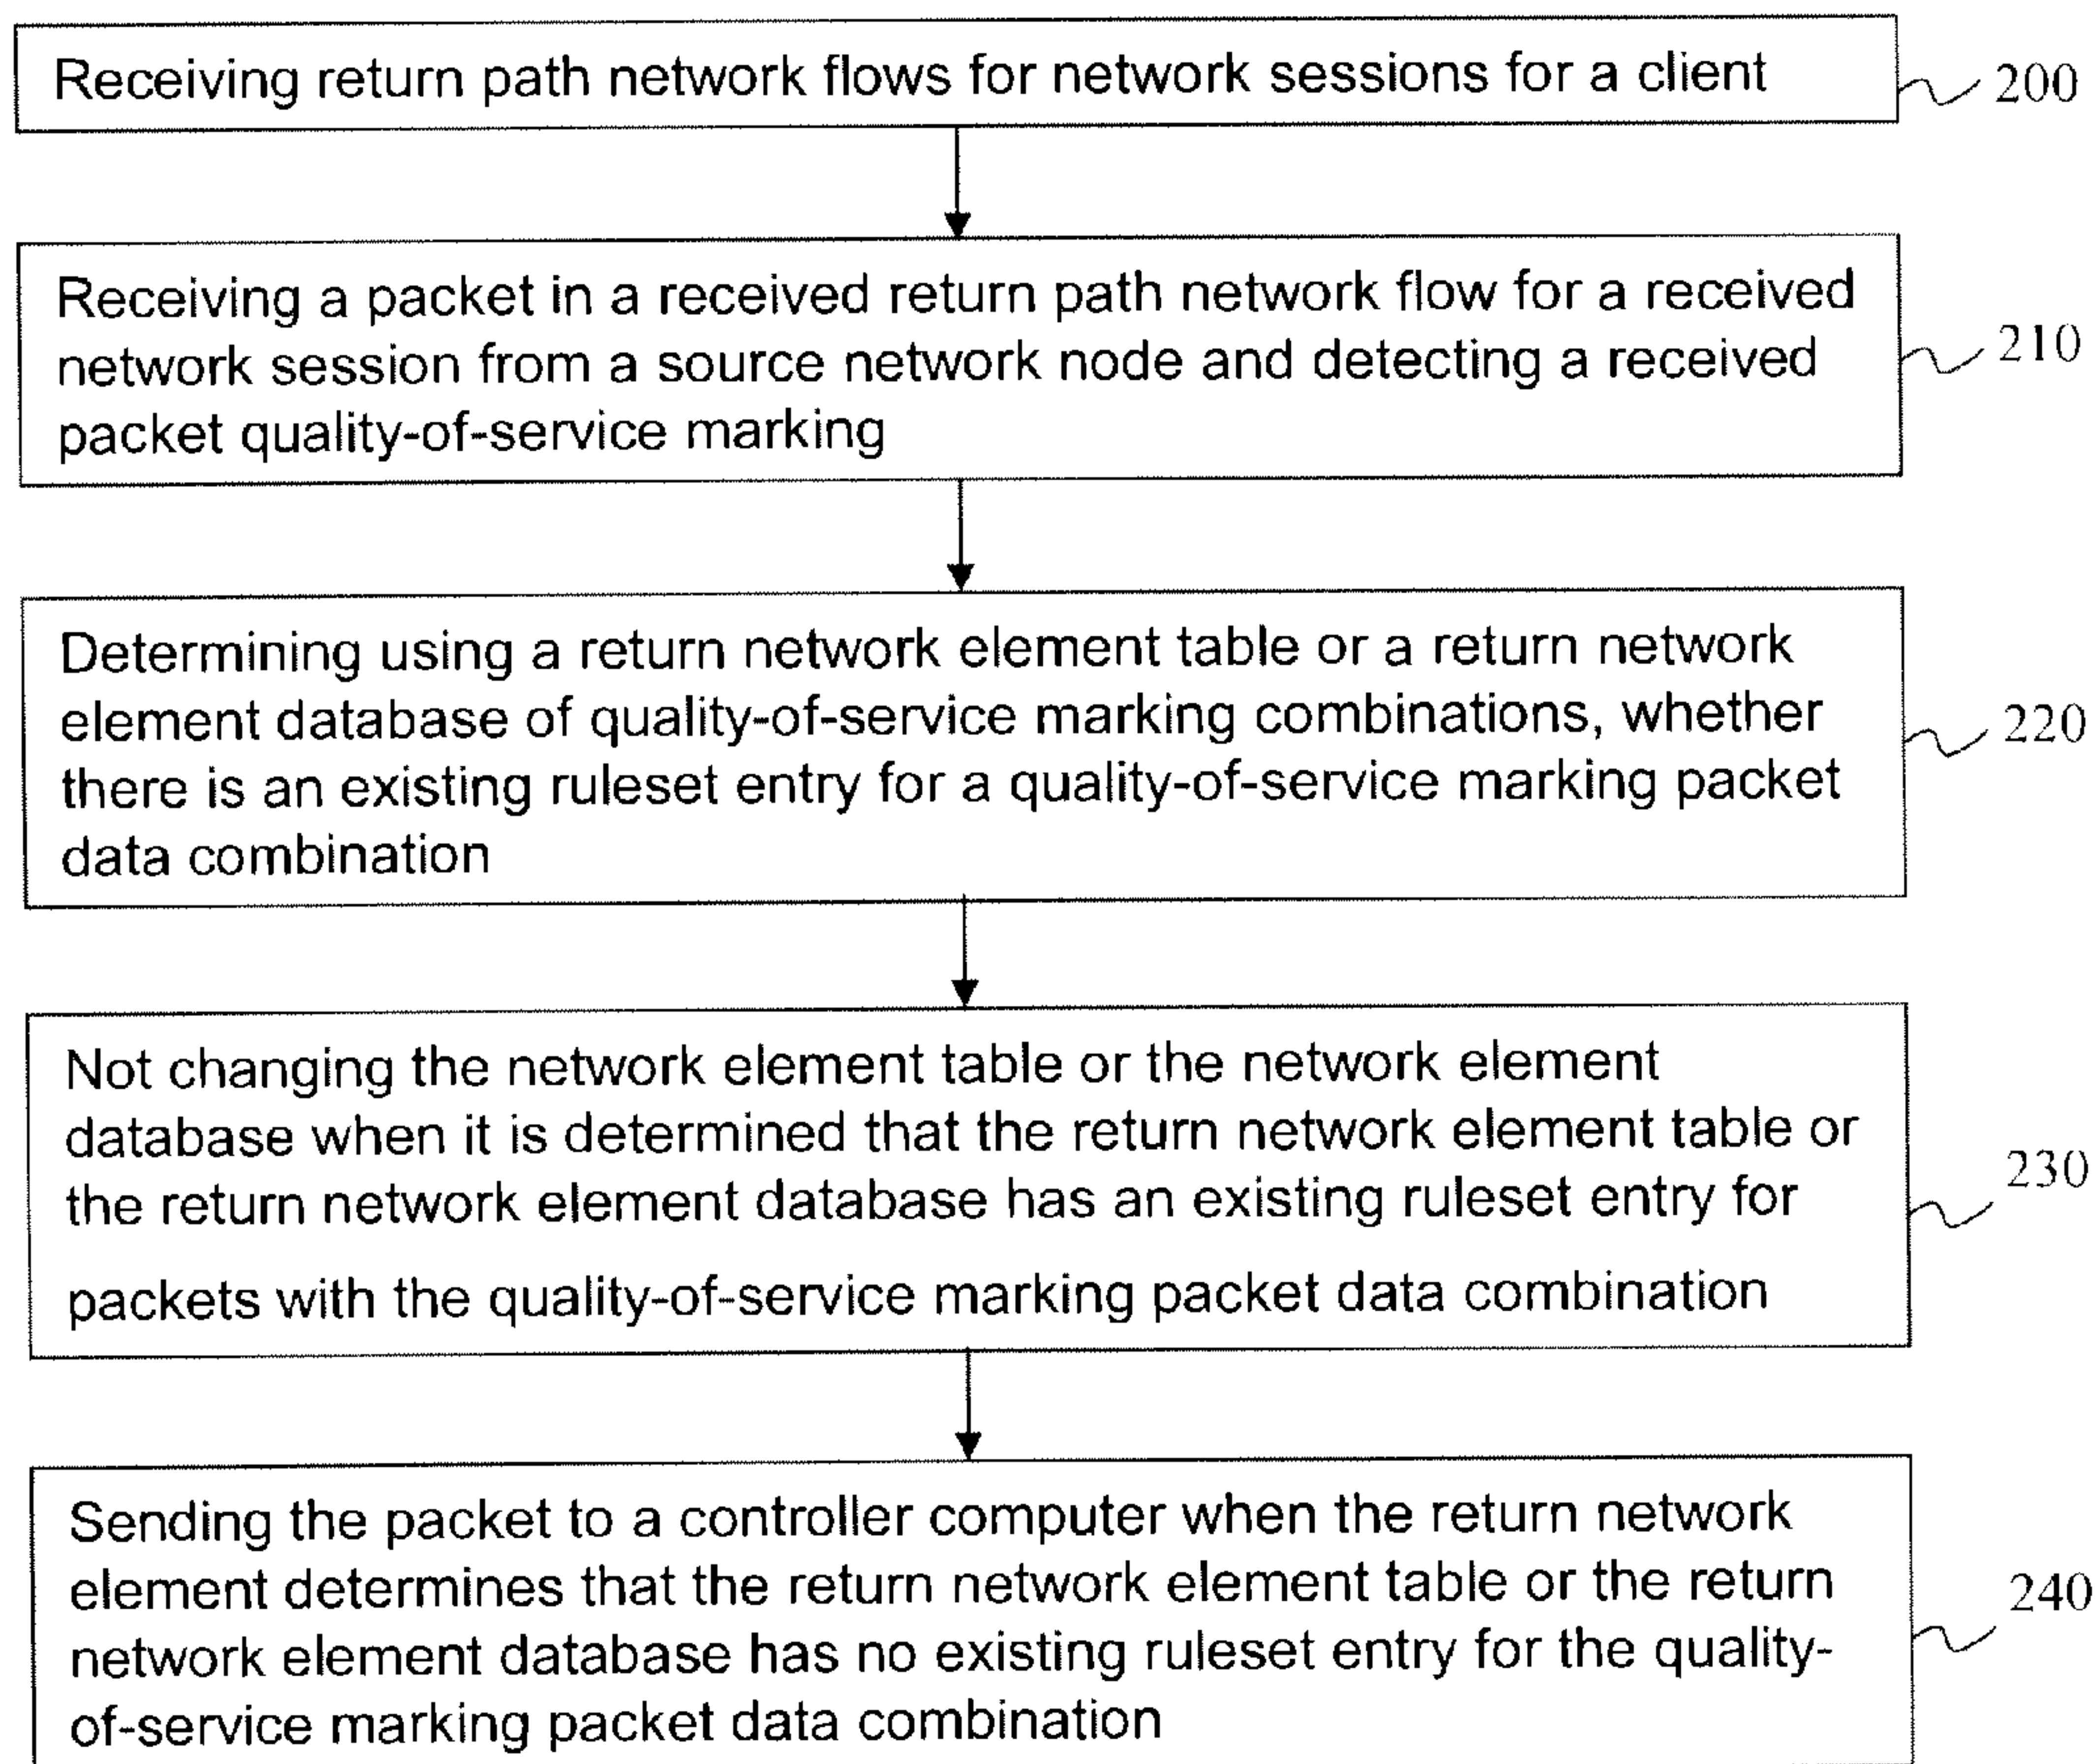 Receiving return path network flows for network sessions for a client
200
Receiving a packet in a received return path network flow for a received
network session from a source network node and detecting a received
packet quality-of-service marking
210
Determining using a return network element table or a return network
element database of quality-of-service marking combinations, whether
there is an existing ruleset entry for a quality-of-service marking packet
data combination
220
Not changing the network element table or the network element
database when it is determined that the return network element table or
the return network element database has an existing ruleset entry for
packets with the quality-of-service marking packet data combination
230
Sending the packet to a controller computer when the return network
element determines that the return network element table or the return
network element database has no existing ruleset entry for the quality-
of-service marking packet data combination
240